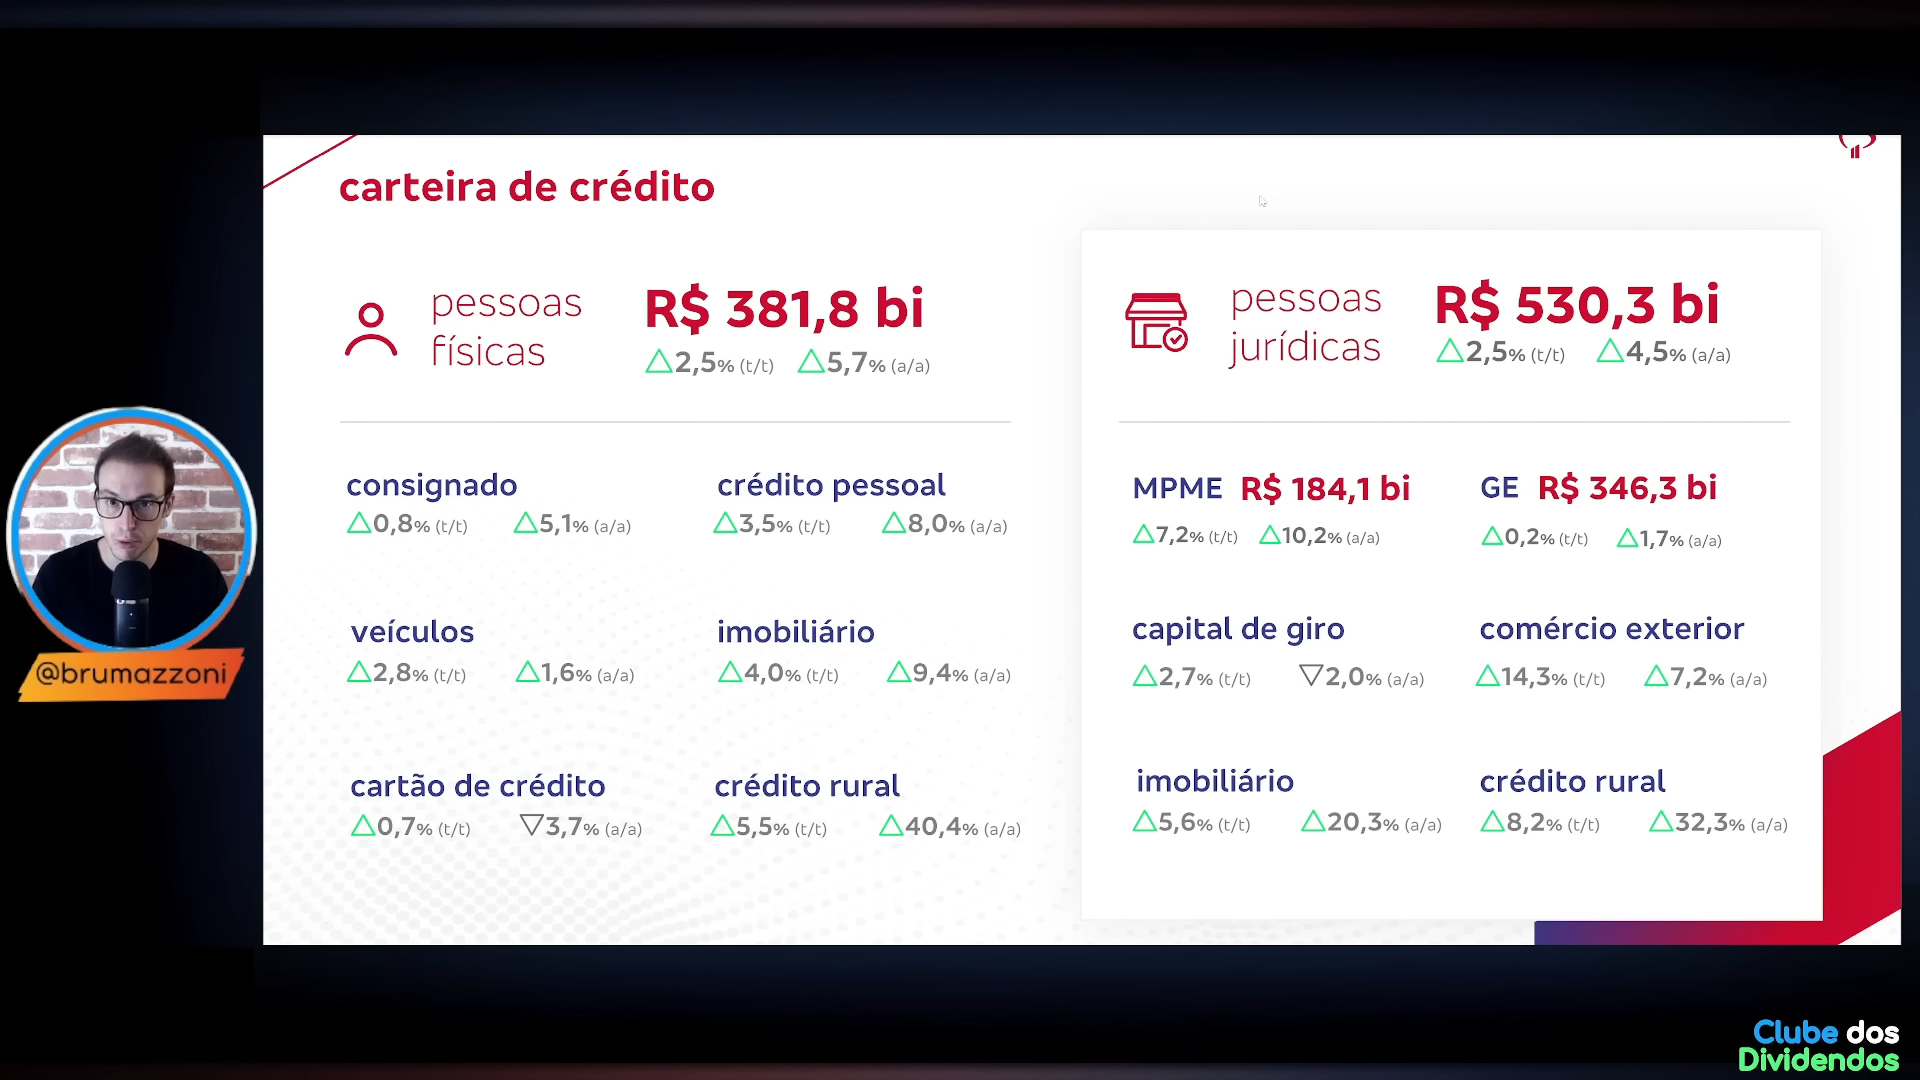 carteira de crédito
pessoas
físicas
R$ 381,8 bi
△2,5% (t/t) △5,7% (a/a)
consignado
△0,8% (t/t) △5,1% (a/a)
crédito pessoal
△3,5% (t/t) △8,0% (a/a)
veículos
△2,8% (t/t) △1,6% (a/a)
imobiliário
△4,0% (t/t) △9,4% (a/a)
cartão de crédito
△0,7% (t/t) ▽3,7% (a/a)
crédito rural
△5,5% (t/t) △40,4% (a/a)
pessoas
jurídicas
R$ 530,3 bi
△2,5% (t/t) △4,5% (a/a)
MPME R$ 184,1 bi
△7,2% (t/t) △10,2% (a/a)
GE R$ 346,3 bi
△0,2% (t/t) △1,7% (a/a)
capital de giro
△2,7% (t/t) ▽2,0% (a/a)
comércio exterior
△14,3% (t/t) △7,2% (a/a)
imobiliário
△5,6% (t/t) △20,3% (a/a)
crédito rural
△8,2% (t/t) △32,3% (a/a)
@brumazzoni
Clube dos
Dividendos